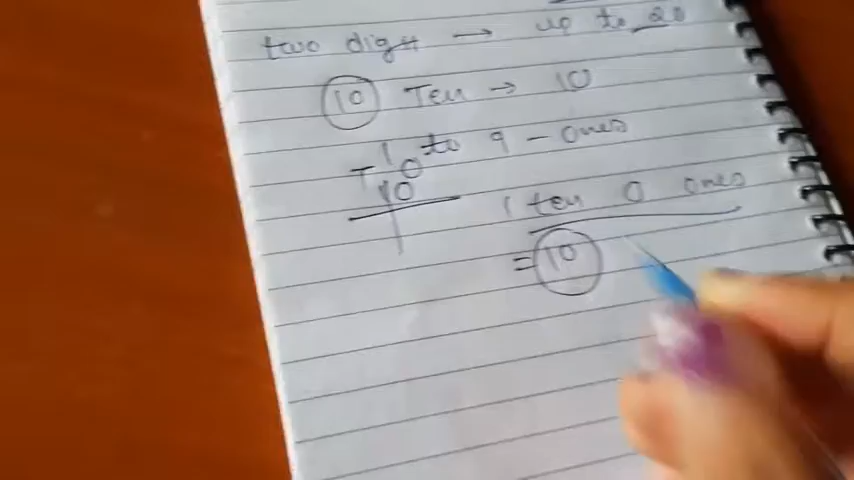 two digit → up to 20
10 Ten → 10
1 to 9 - ones
T O
1 0
1 ten 0 ones
= 10